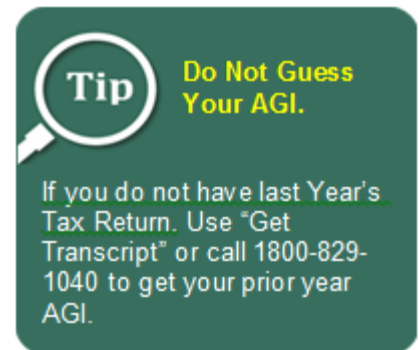 Tip
Do Not Guess
Your AGI.
If you do not have last Year's
Tax Return. Use “Get
Transcript” or call 1800-829-
1040 to get your prior year
AGI.